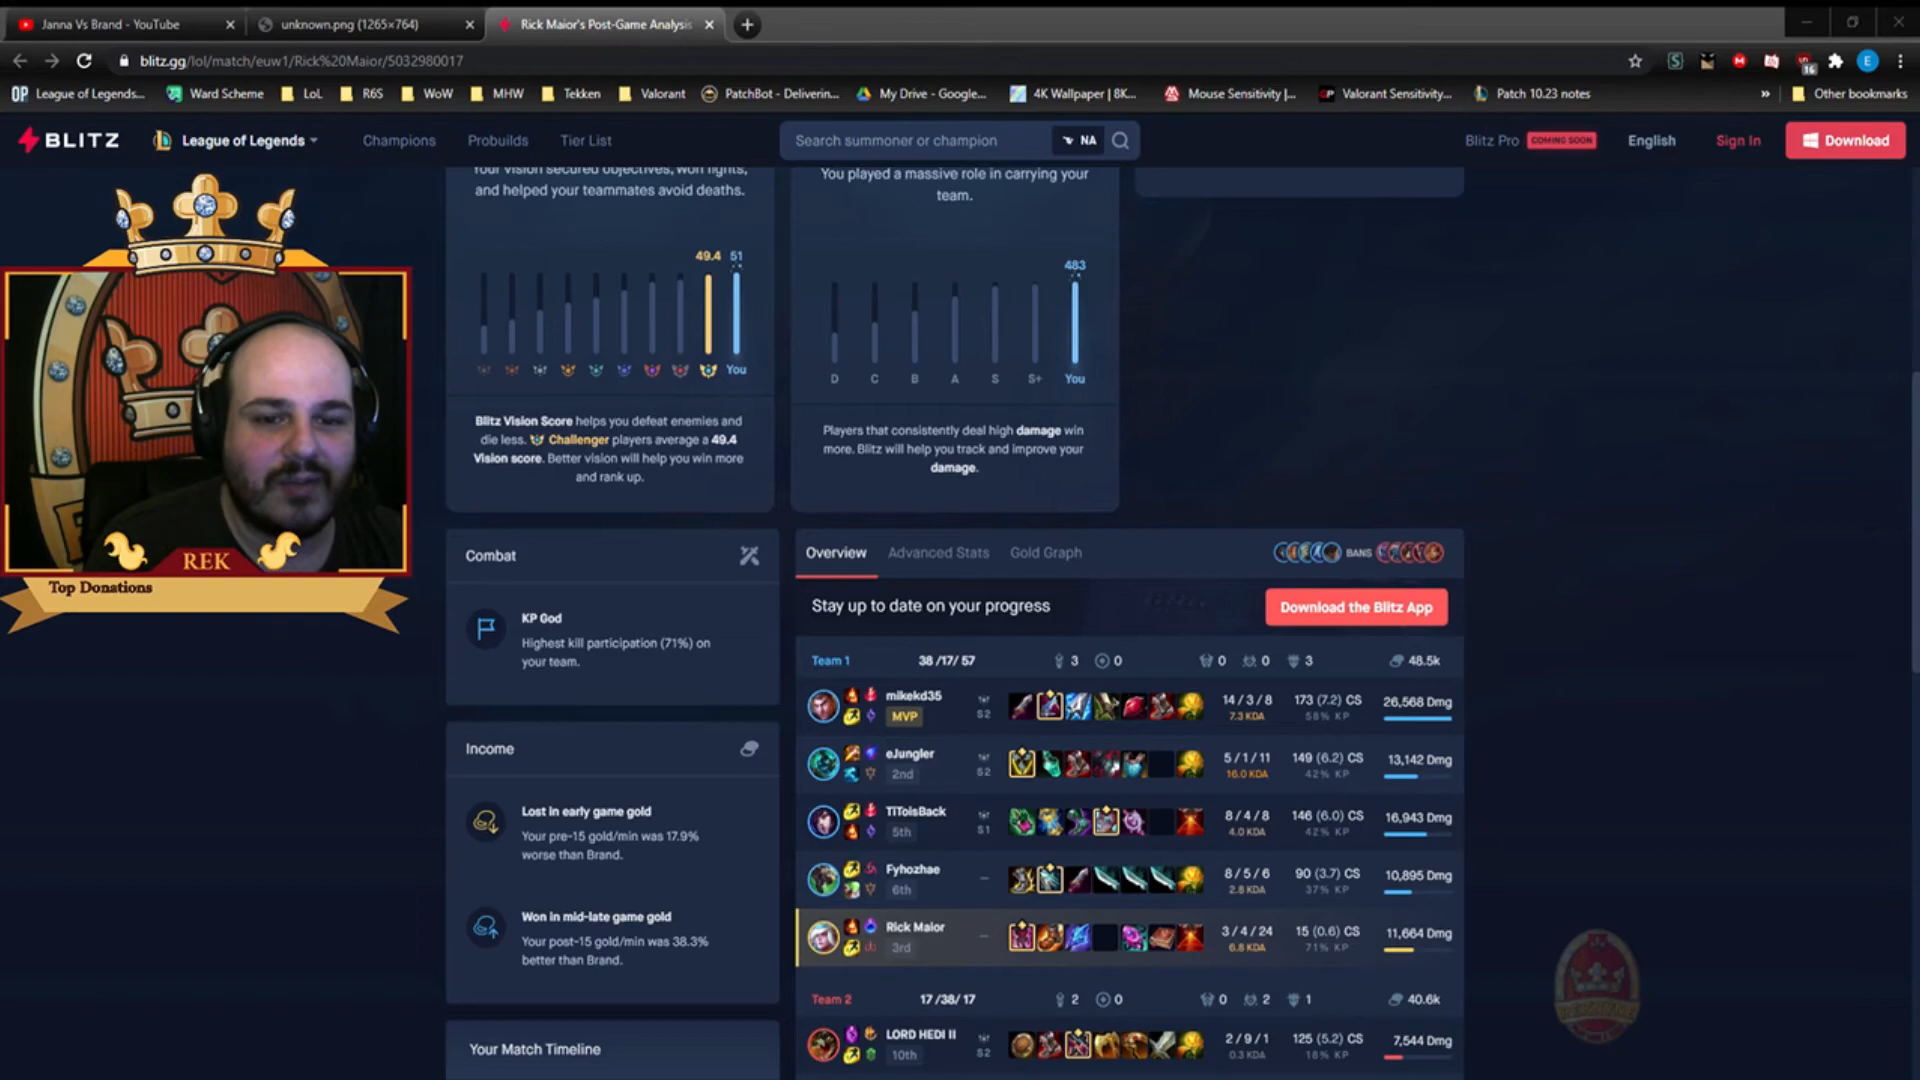 Janna Vs Brand - YouTube
unknown.png (1265×764)
Rick Maior's Post-Game Analysis
blitz.gg/lol/match/euw1/Rick%20Maior/5032980017
16
E
OP League of Legends...
Ward Scheme
LoL
R6S
WoW
MHW
Tekken
Valorant
PatchBot - Deliverin...
My Drive - Google...
4K Wallpaper | 8K...
Mouse Sensitivity |...
Valorant Sensitivity...
Patch 10.23 notes
»
Other bookmarks
BLITZ
League of Legends
Champions
Probuilds
Tier List
Search summoner or champion
NA
Blitz Pro COMING SOON
English
Sign In
Download
Your vision secured objectives, won fights,
and helped your teammates avoid deaths.
49.4 51
You
Blitz Vision Score helps you defeat enemies and
die less. Challenger players average a 49.4
Vision score. Better vision will help you win more
and rank up.
You played a massive role in carrying your
team.
483
D C B A S S+ You
Players that consistently deal high damage win
more. Blitz will help you track and improve your
damage.
REK
Top Donations
Combat
KP God
Highest kill participation (71%) on
your team.
Income
Lost in early game gold
Your pre-15 gold/min was 17.9%
worse than Brand.
Won in mid-late game gold
Your post-15 gold/min was 38.3%
better than Brand.
Your Match Timeline
Overview
Advanced Stats
Gold Graph
BANS
Stay up to date on your progress
Download the Blitz App
Team 1 38/17/57 3 0 0 0 3 48.5k
mikekd35 14/3/8 173 (7.2) CS 26,568 Dmg
MVP S2 7.3 KDA 58% KP
eJungler 5/1/11 149 (6.2) CS 13,142 Dmg
2nd S2 16.0 KDA 42% KP
TiToisBack 8/4/8 146 (6.0) CS 16,943 Dmg
5th S1 4.0 KDA 42% KP
Fyhozhae 8/5/6 90 (3.7) CS 10,895 Dmg
6th 2.8 KDA 37% KP
Rick Maior 3/4/24 15 (0.6) CS 11,664 Dmg
3rd 6.8 KDA 71% KP
Team 2 17/38/17 2 0 0 2 1 40.6k
LORD HEDI II 2/9/1 125 (5.2) CS 7,544 Dmg
10th S2 0.3 KDA 18% KP